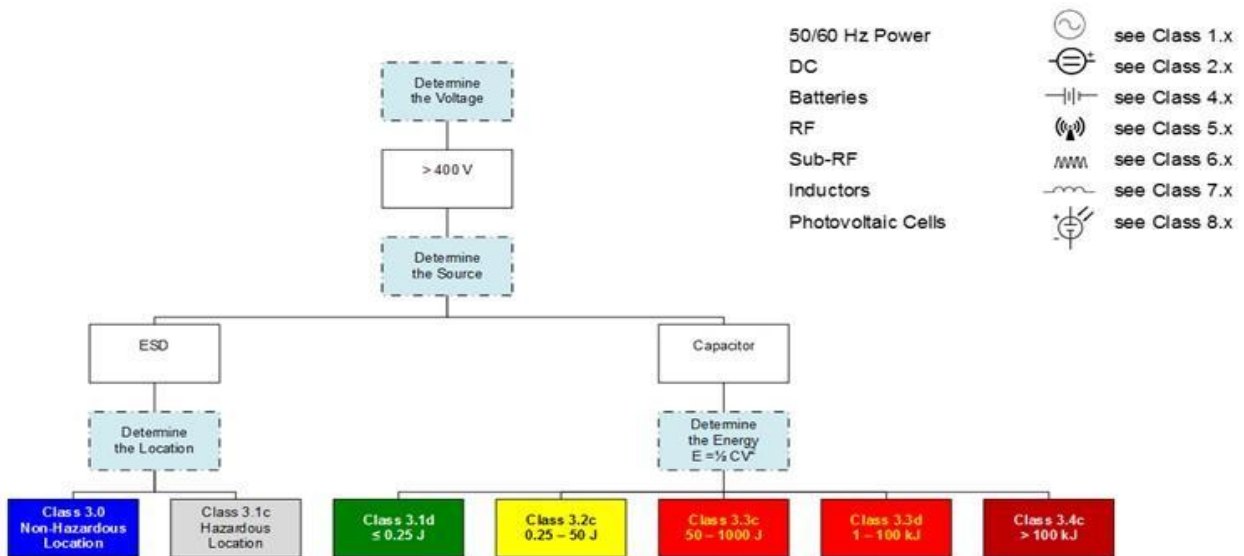 50/60 Hz Power see Class 1.x
DC see Class 2.x
Batteries see Class 4.x
RF see Class 5.x
Sub-RF see Class 6.x
Inductors see Class 7.x
Photovoltaic Cells see Class 8.x
Determine
the Voltage
> 400 V
Determine
the Source
ESD
Capacitor
Determine
the Location
Determine
the Energy
E =½ CV²
Class 3.0
Non-Hazardous
Location
Class 3.1c
Hazardous
Location
Class 3.1d
≤ 0.25 J
Class 3.2c
0.25 – 50 J
Class 3.3c
50 – 1000 J
Class 3.3d
1 – 100 kJ
Class 3.4c
> 100 kJ